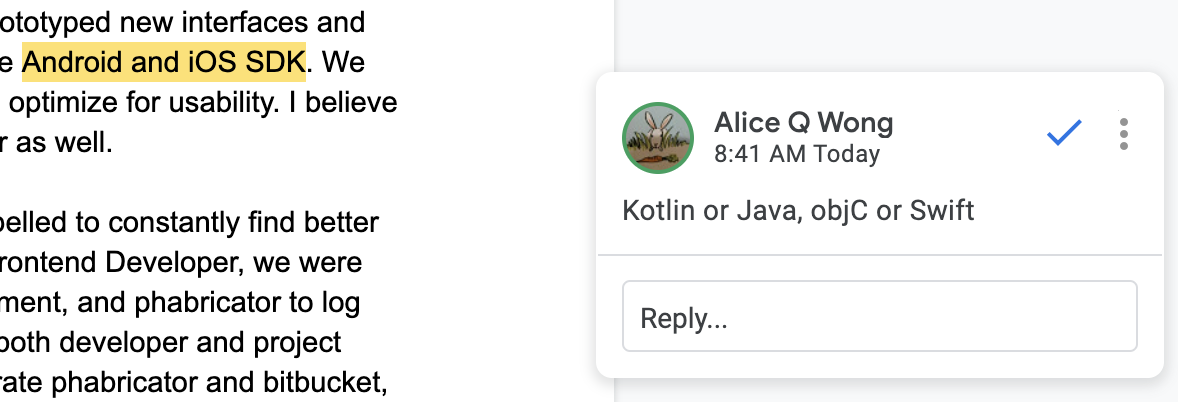 ototyped new interfaces and
e Android and iOS SDK. We
optimize for usability. I believe
r as well.
pelled to constantly find better
rontend Developer, we were
ment, and phabricator to log
both developer and project
rate phabricator and bitbucket,
Alice Q Wong
8:41 AM Today
Kotlin or Java, objC or Swift
Reply...